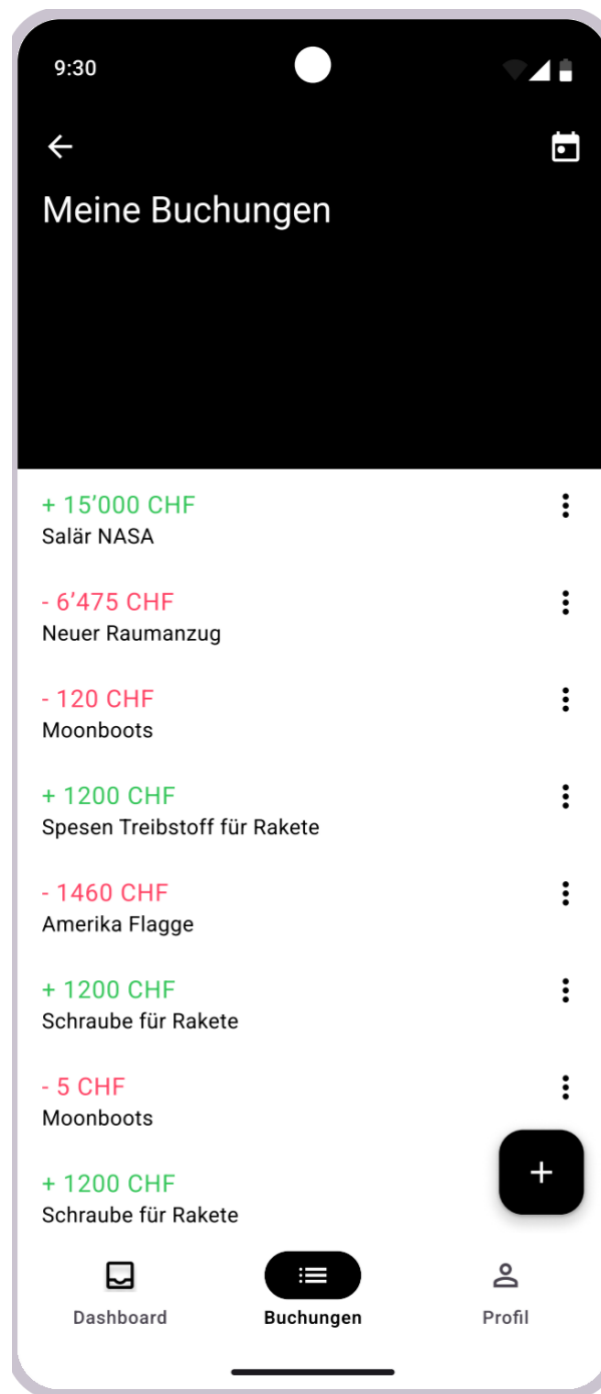 9:30
Meine Buchungen
+ 15’000 CHF
Salär NASA
- 6’475 CHF
Neuer Raumanzug
- 120 CHF
Moonboots
+ 1200 CHF
Spesen Treibstoff für Rakete
- 1460 CHF
Amerika Flagge
+ 1200 CHF
Schraube für Rakete
- 5 CHF
Moonboots
+ 1200 CHF
Schraube für Rakete
Dashboard
Buchungen
Profil